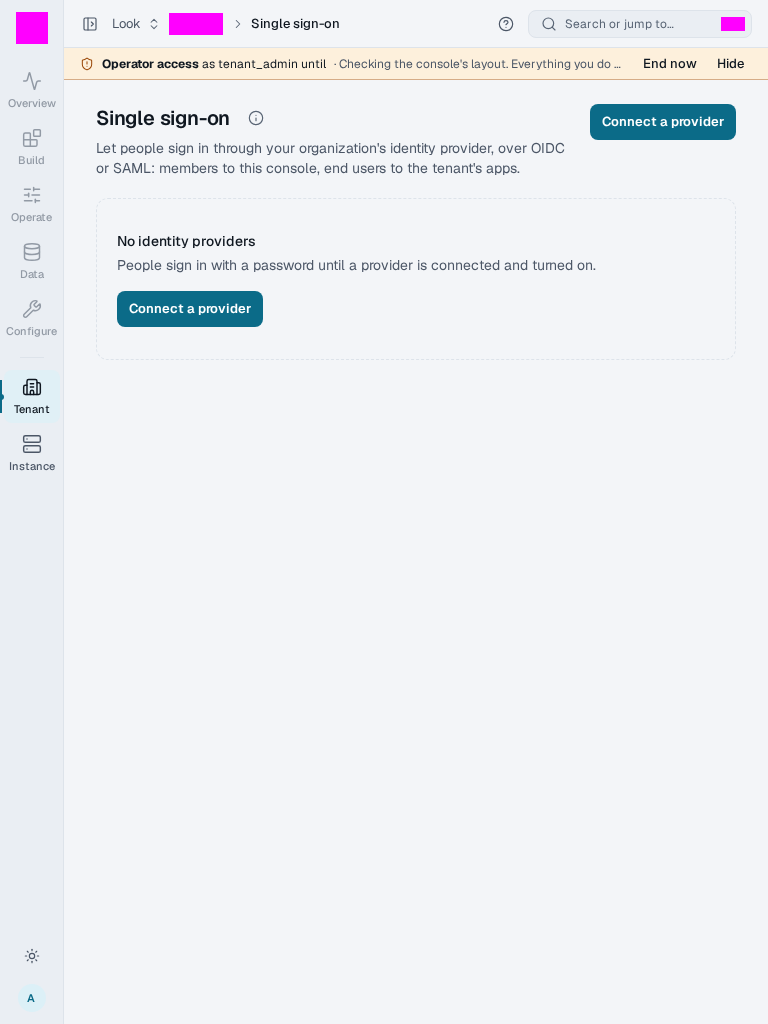 Look
Single sign-on
Search or jump to…
Operator access as tenant_admin until · Checking the console's layout. Everything you do …
End now
Hide
Overview
Build
Operate
Data
Configure
Tenant
Instance
A
Single sign-on
Connect a provider
Let people sign in through your organization's identity provider, over OIDC
or SAML: members to this console, end users to the tenant's apps.
No identity providers
People sign in with a password until a provider is connected and turned on.
Connect a provider